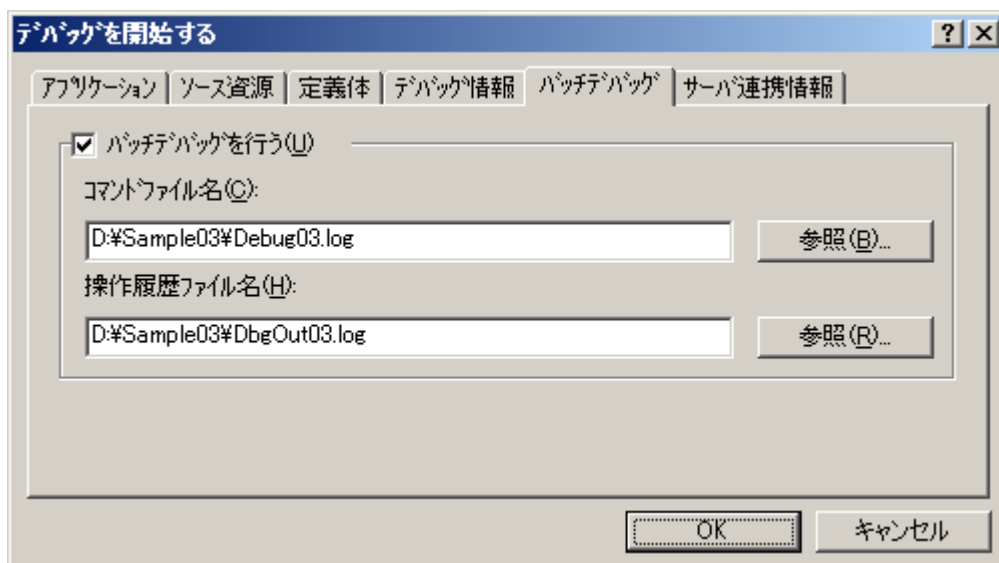 ﾃﾞﾊﾞｯｸﾞを開始する
ｱﾌﾟﾘｹｰｼｮﾝ ｿｰｽ資源 定義体 ﾃﾞﾊﾞｯｸﾞ情報 ﾊﾞｯﾁﾃﾞﾊﾞｯｸﾞ ｻｰﾊﾞ連携情報
ﾊﾞｯﾁﾃﾞﾊﾞｯｸﾞを行う(U)
ｺﾏﾝﾄﾞﾌｧｲﾙ名(C):
D:¥Sample03¥Debug03.log 参照(B)...
操作履歴ﾌｧｲﾙ名(H):
D:¥Sample03¥DbgOut03.log 参照(R)...
OK キャンセル